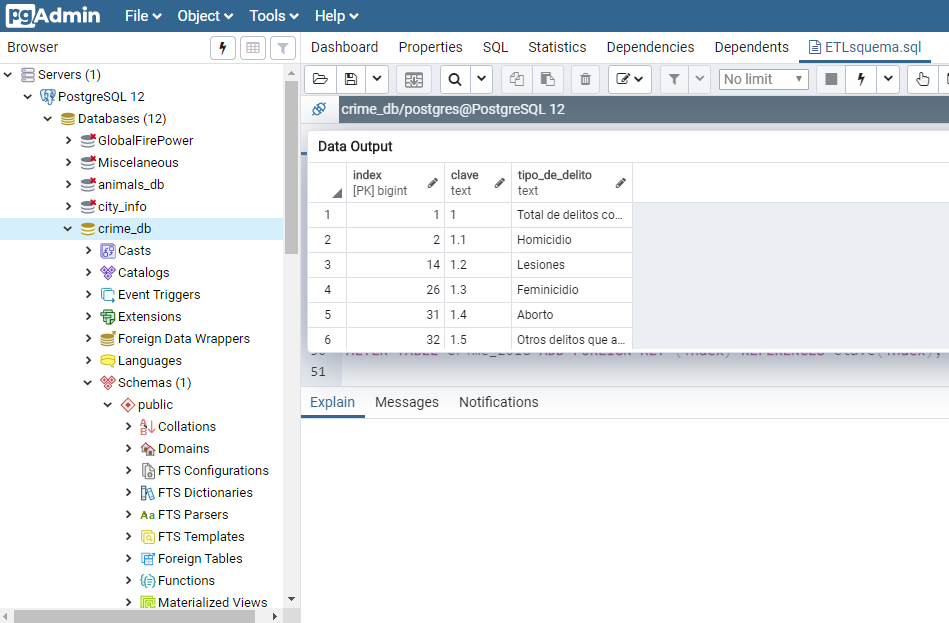 pgAdmin File Object Tools Help
Browser
Dashboard Properties SQL Statistics Dependencies Dependents ETLsquema.sql
No limit
crime_db/postgres@PostgreSQL 12
Servers (1)
PostgreSQL 12
Databases (12)
GlobalFirePower
Miscelaneous
animals_db
city_info
crime_db
Casts
Catalogs
Event Triggers
Extensions
Foreign Data Wrappers
Languages
Schemas (1)
public
Collations
Domains
FTS Configurations
FTS Dictionaries
FTS Parsers
FTS Templates
Foreign Tables
Functions
Materialized Views
Data Output
index clave tipo_de_delito
[PK] bigint text text
1 1 1 Total de delitos co...
2 2 1.1 Homicidio
3 14 1.2 Lesiones
4 26 1.3 Feminicidio
5 31 1.4 Aborto
6 32 1.5 Otros delitos que a...
51
Explain Messages Notifications